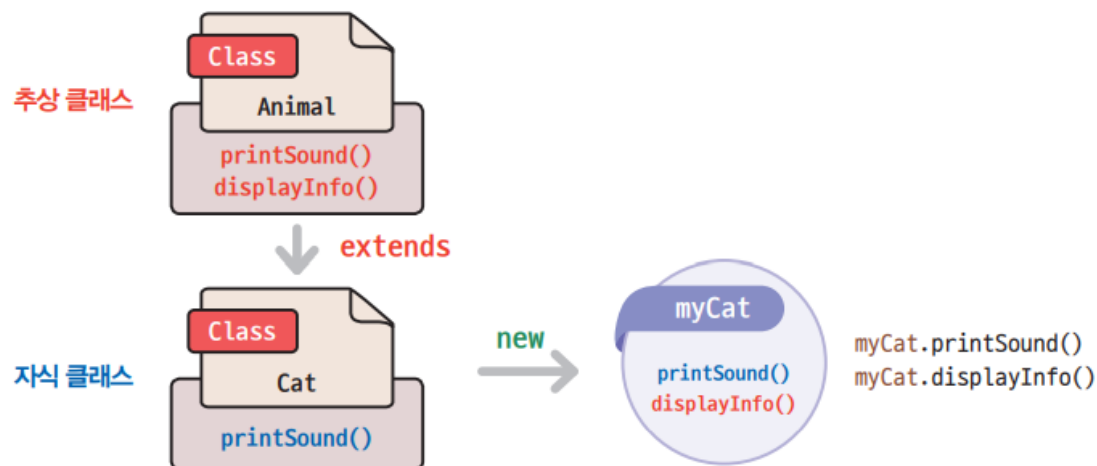 Class
추상 클래스
Animal
printSound()
displayInfo()
extends
Class
자식 클래스
Cat
printSound()
new
myCat
printSound()
displayInfo()
myCat.printSound()
myCat.displayInfo()